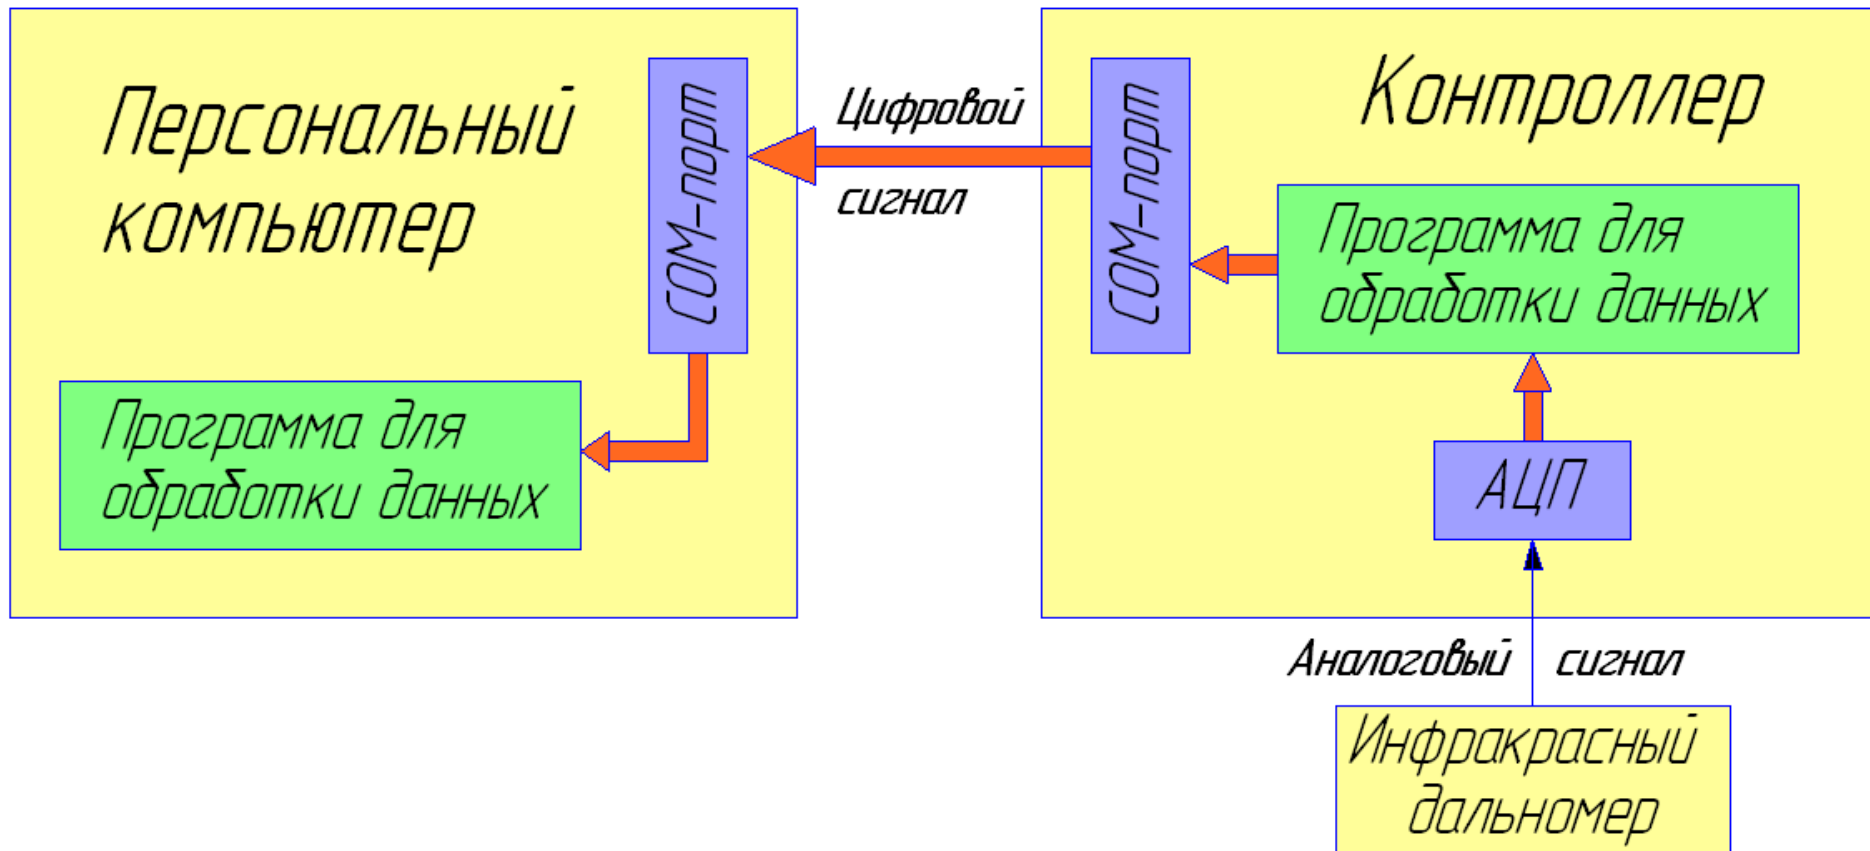 Персональный
компьютер
COM-порт
Программа для
обработки данных
Цифровой
сигнал
Контроллер
COM-порт
Программа для
обработки данных
АЦП
Аналоговый сигнал
Инфракрасный
дальномер